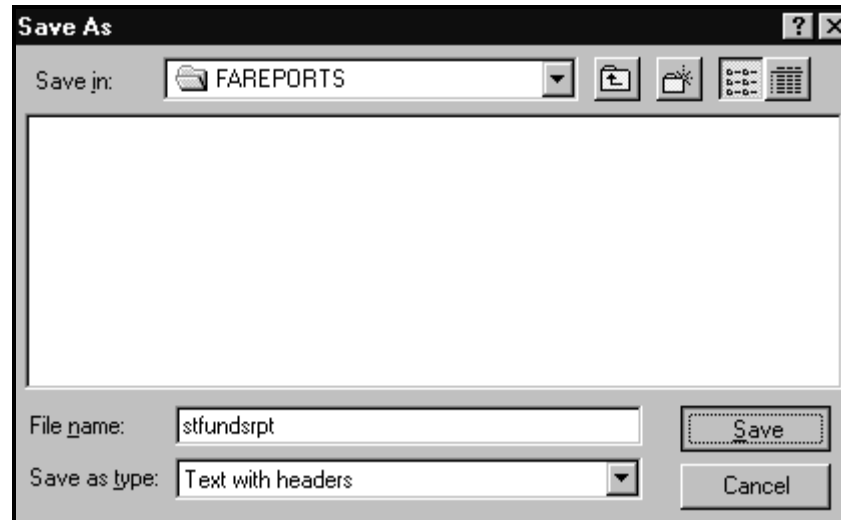 Save As
Save in: FAREPORTS
File name: stfundsrpt Save
Save as type: Text with headers Cancel